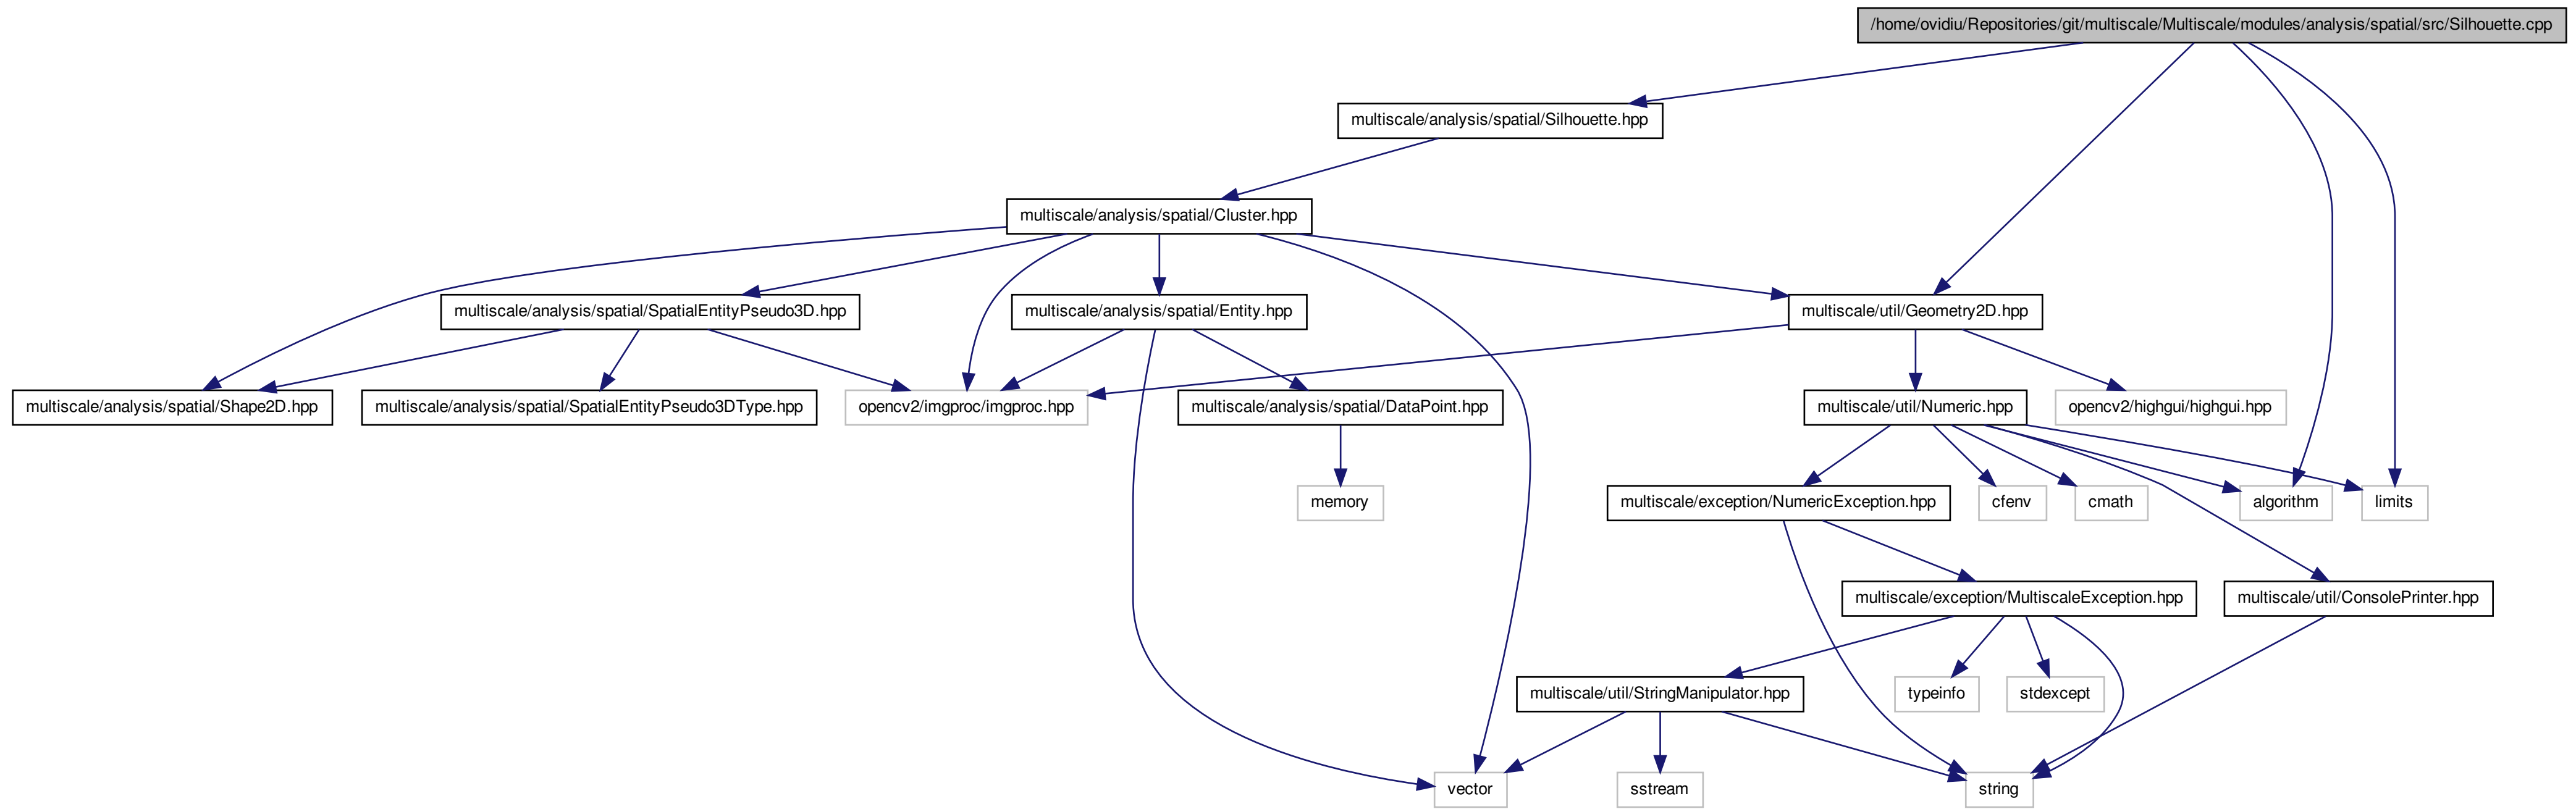 /home/ovidiu/Repositories/git/multiscale/Multiscale/modules/analysis/spatial/src/Silhouette.cpp
multiscale/analysis/spatial/Silhouette.hpp
multiscale/analysis/spatial/Cluster.hpp
multiscale/analysis/spatial/SpatialEntityPseudo3D.hpp
multiscale/analysis/spatial/Entity.hpp
multiscale/util/Geometry2D.hpp
multiscale/analysis/spatial/Shape2D.hpp
multiscale/analysis/spatial/SpatialEntityPseudo3DType.hpp
opencv2/imgproc/imgproc.hpp
multiscale/analysis/spatial/DataPoint.hpp
multiscale/util/Numeric.hpp
opencv2/highgui/highgui.hpp
memory
multiscale/exception/NumericException.hpp
cfenv
cmath
algorithm
limits
multiscale/exception/MultiscaleException.hpp
multiscale/util/ConsolePrinter.hpp
multiscale/util/StringManipulator.hpp
typeinfo
stdexcept
vector
sstream
string